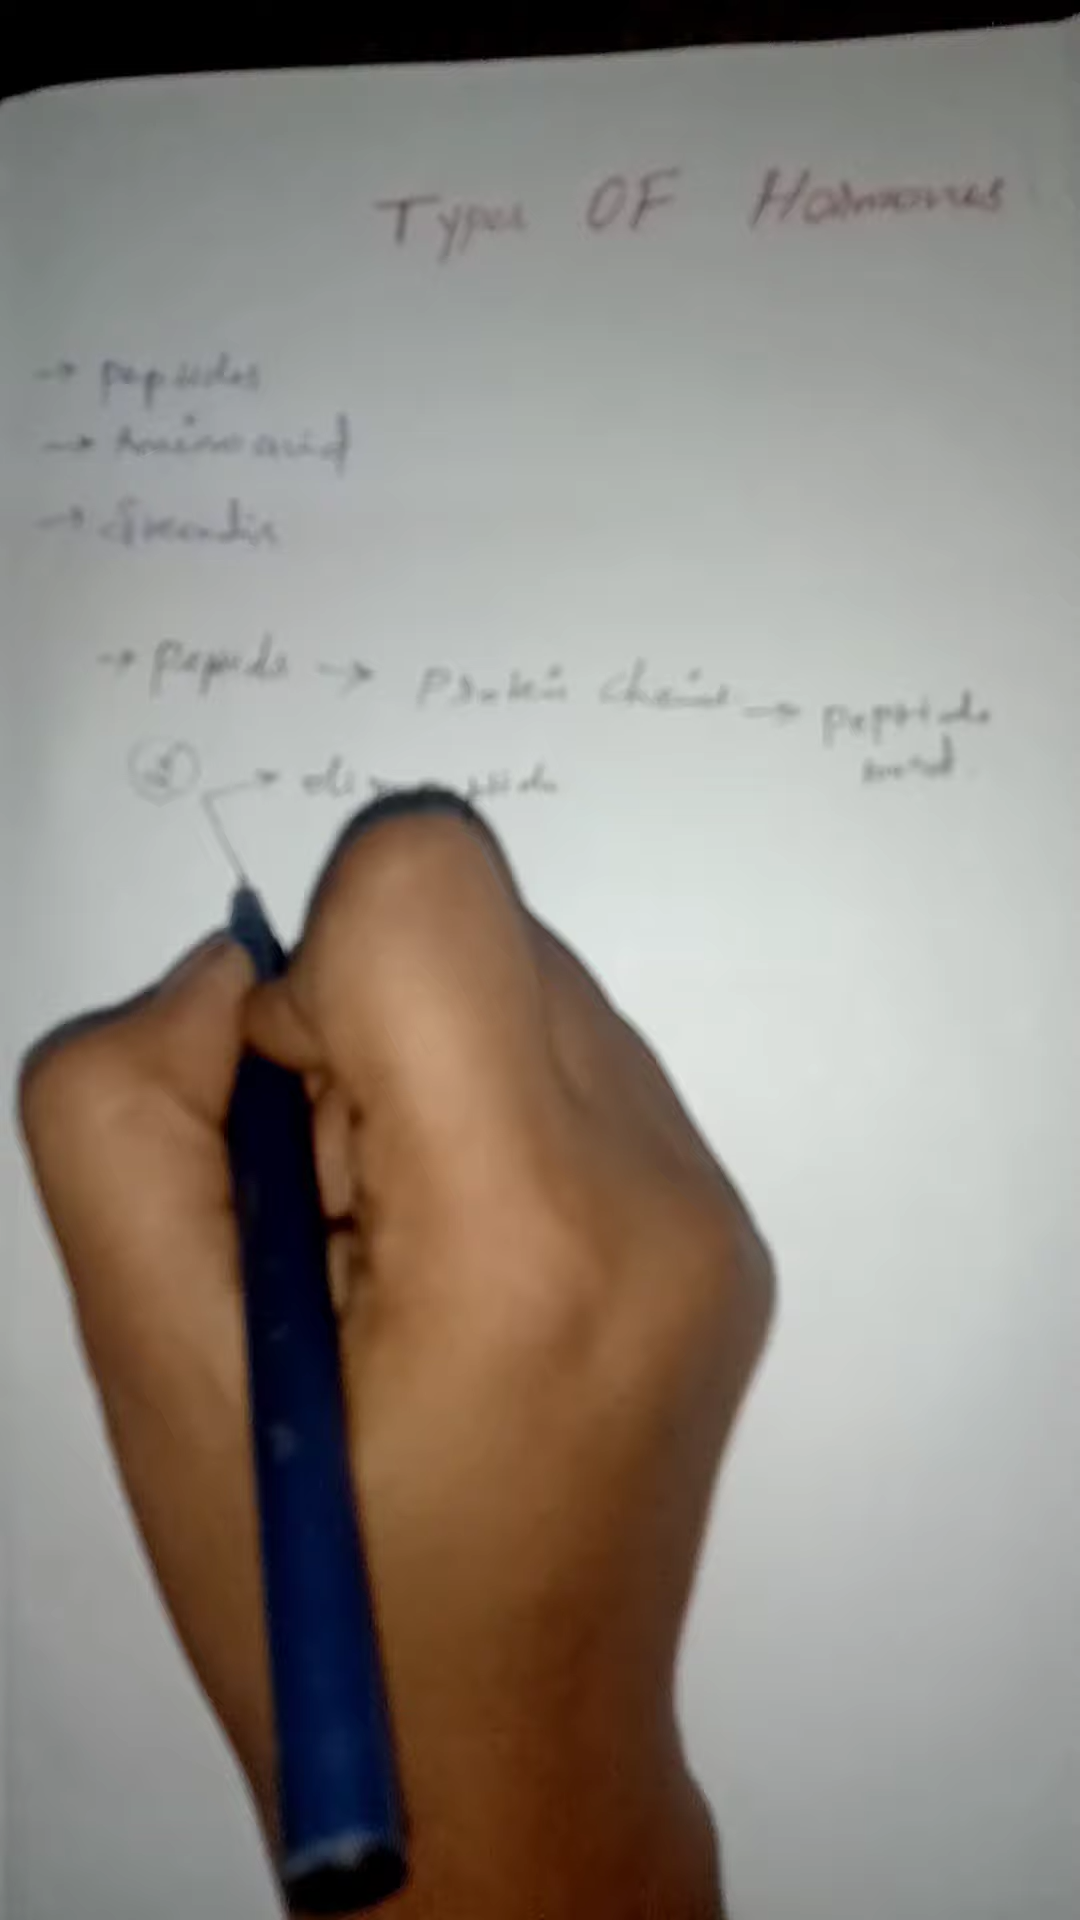 Types OF Hormones
→ peptides
→ Amino acid
→ Steroids
→ Peptide → Protein chains → peptide
bond